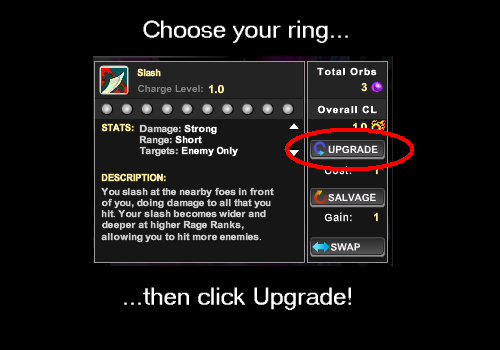 Choose your ring...
Slash
Charge Level: 1.0
STATS: Damage: Strong
Range: Short
Targets: Enemy Only
DESCRIPTION:
You slash at the nearby foes in front
of you, doing damage to all that you
hit. Your slash becomes wider and
deeper at higher Rage Ranks,
allowing you to hit more enemies.
Total Orbs
3
Overall CL
1.0
UPGRADE
Cost: 1
SALVAGE
Gain: 1
SWAP
...then click Upgrade!